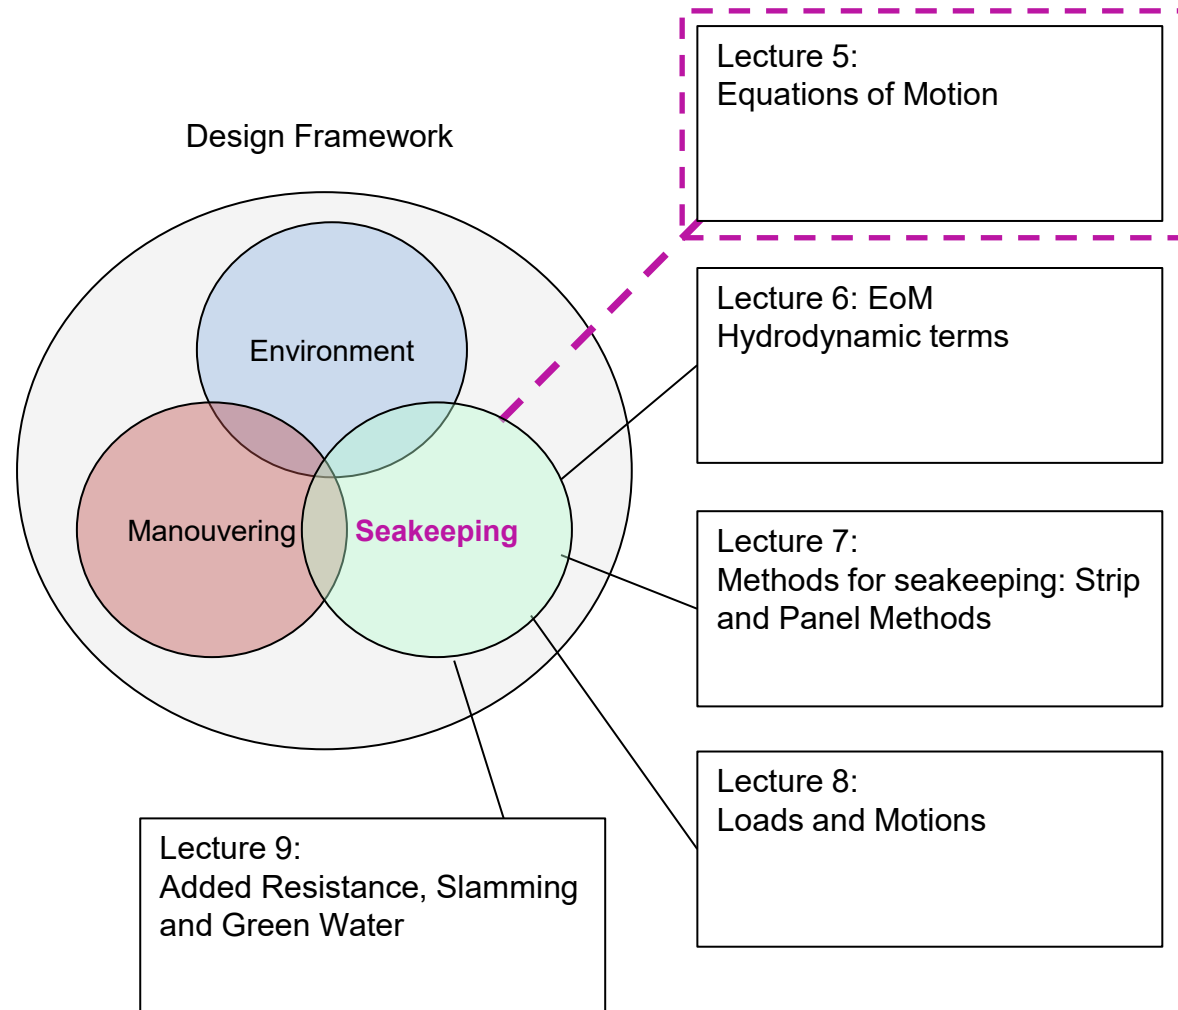 Design Framework
Environment
Manouvering
Seakeeping
Lecture 5:
Equations of Motion
Lecture 6: EoM
Hydrodynamic terms
Lecture 7:
Methods for seakeeping: Strip
and Panel Methods
Lecture 8:
Loads and Motions
Lecture 9:
Added Resistance, Slamming
and Green Water